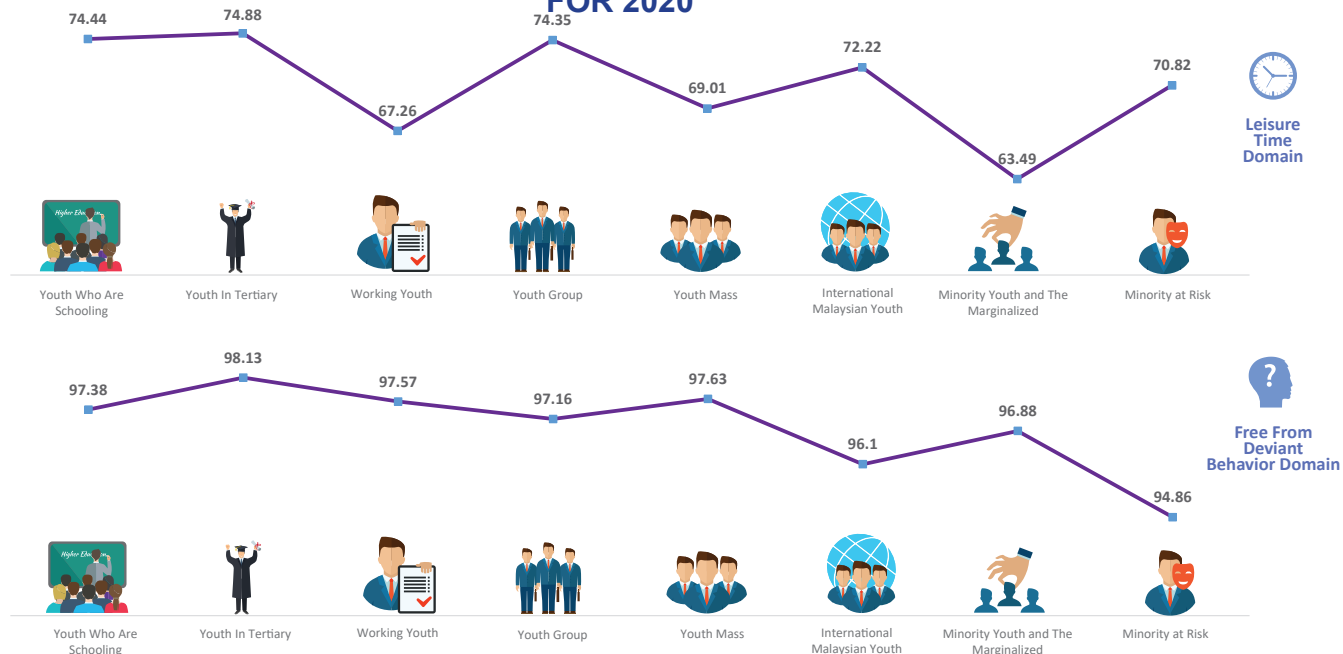 FOR 2020
74.44
74.88
67.26
74.35
69.01
72.22
63.49
70.82
Leisure
Time
Domain
Higher Education
Youth Who Are
Schooling
Youth In Tertiary
Working Youth
Youth Group
Youth Mass
International
Malaysian Youth
Minority Youth and The
Marginalized
Minority at Risk
97.38
98.13
97.57
97.16
97.63
96.1
96.88
94.86
?
Free From
Deviant
Behavior Domain
Higher Education
Youth Who Are
Schooling
Youth In Tertiary
Working Youth
Youth Group
Youth Mass
International
Malaysian Youth
Minority Youth and The
Marginalized
Minority at Risk